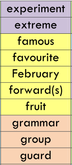 experiment
extreme
famous
favourite
February
forward(s)
fruit
grammar
group
guard